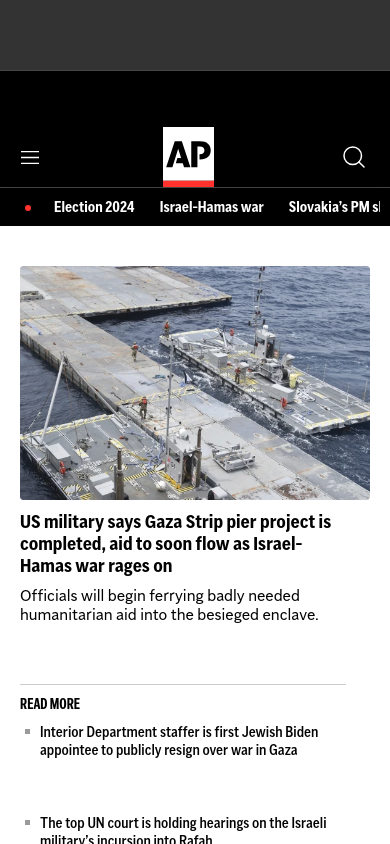 AP
Election 2024 Israel-Hamas war Slovakia's PM sl
US military says Gaza Strip pier project is
completed, aid to soon flow as Israel-
Hamas war rages on
Officials will begin ferrying badly needed
humanitarian aid into the besieged enclave.
READ MORE
Interior Department staffer is first Jewish Biden
appointee to publicly resign over war in Gaza
The top UN court is holding hearings on the Israeli
military's incursion into Rafah